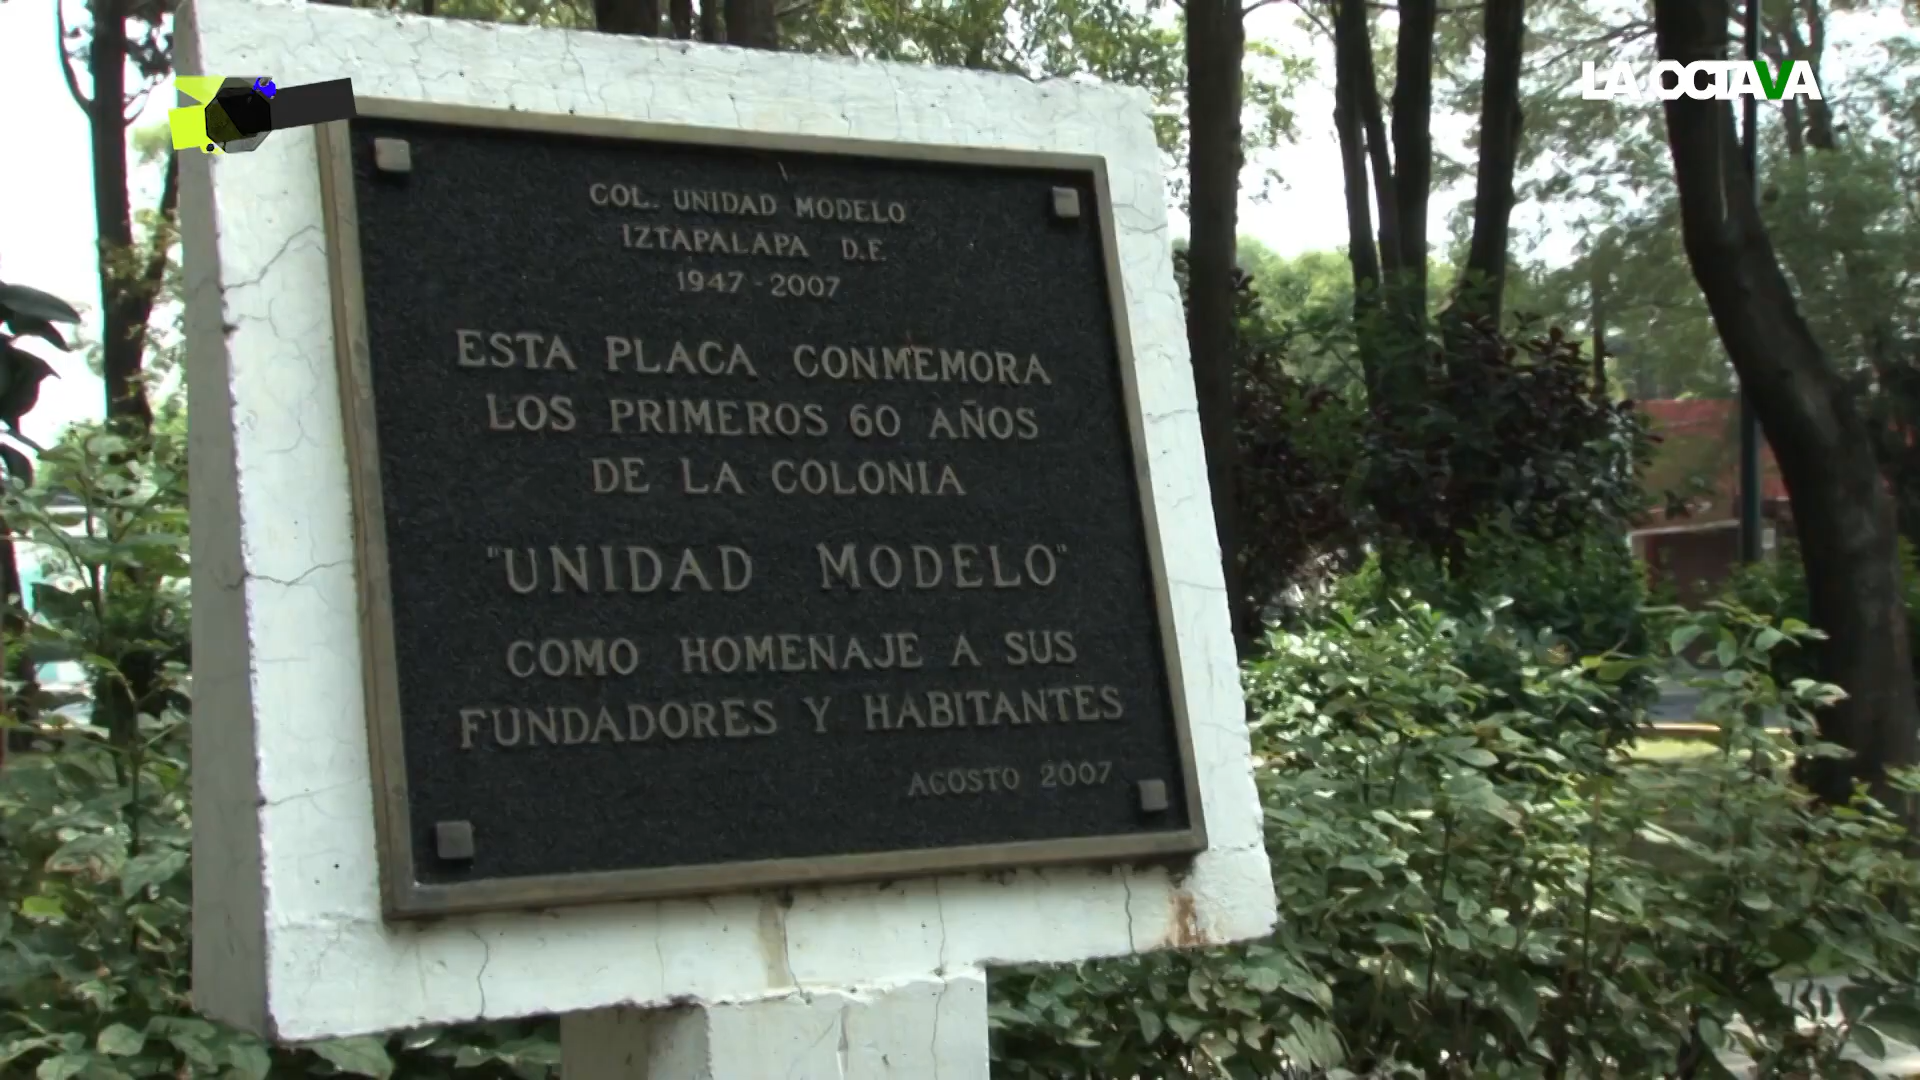 LA OCTAVA
COL. UNIDAD MODELO
IZTAPALAPA D.F.
1947 - 2007
ESTA PLACA CONMEMORA
LOS PRIMEROS 60 AÑOS
DE LA COLONIA
"UNIDAD MODELO"
COMO HOMENAJE A SUS
FUNDADORES Y HABITANTES
AGOSTO 2007